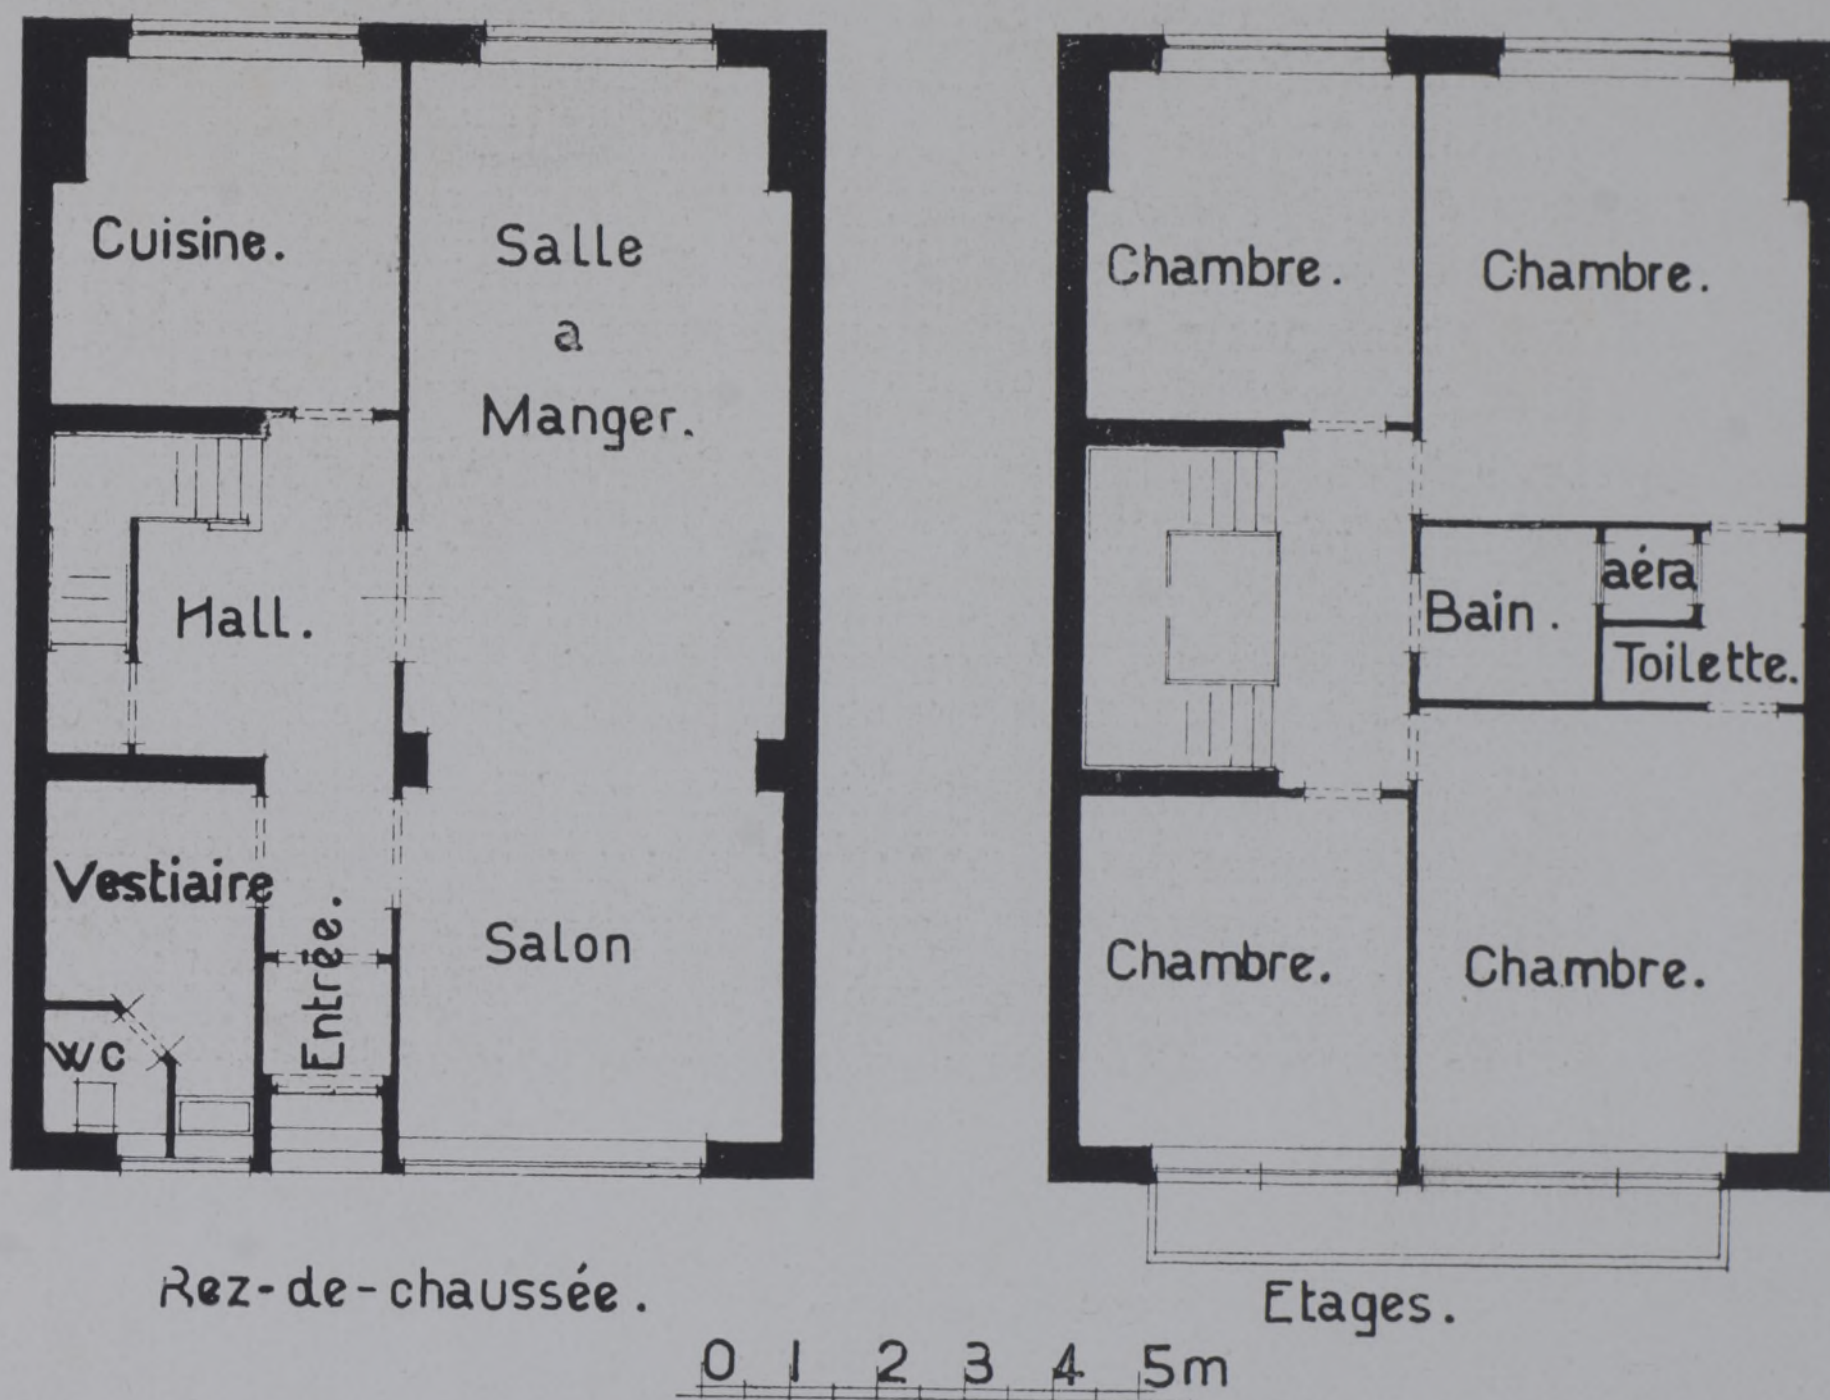 Cuisine.
Salle
a
Manger.
Hall.
Vestiaire
Entrée.
Salon
WC
Rez-de-chaussée.
Chambre.
Chambre.
Bain.
aéra
Toilette.
Chambre.
Chambre.
Etages.
0 1 2 3 4 5m